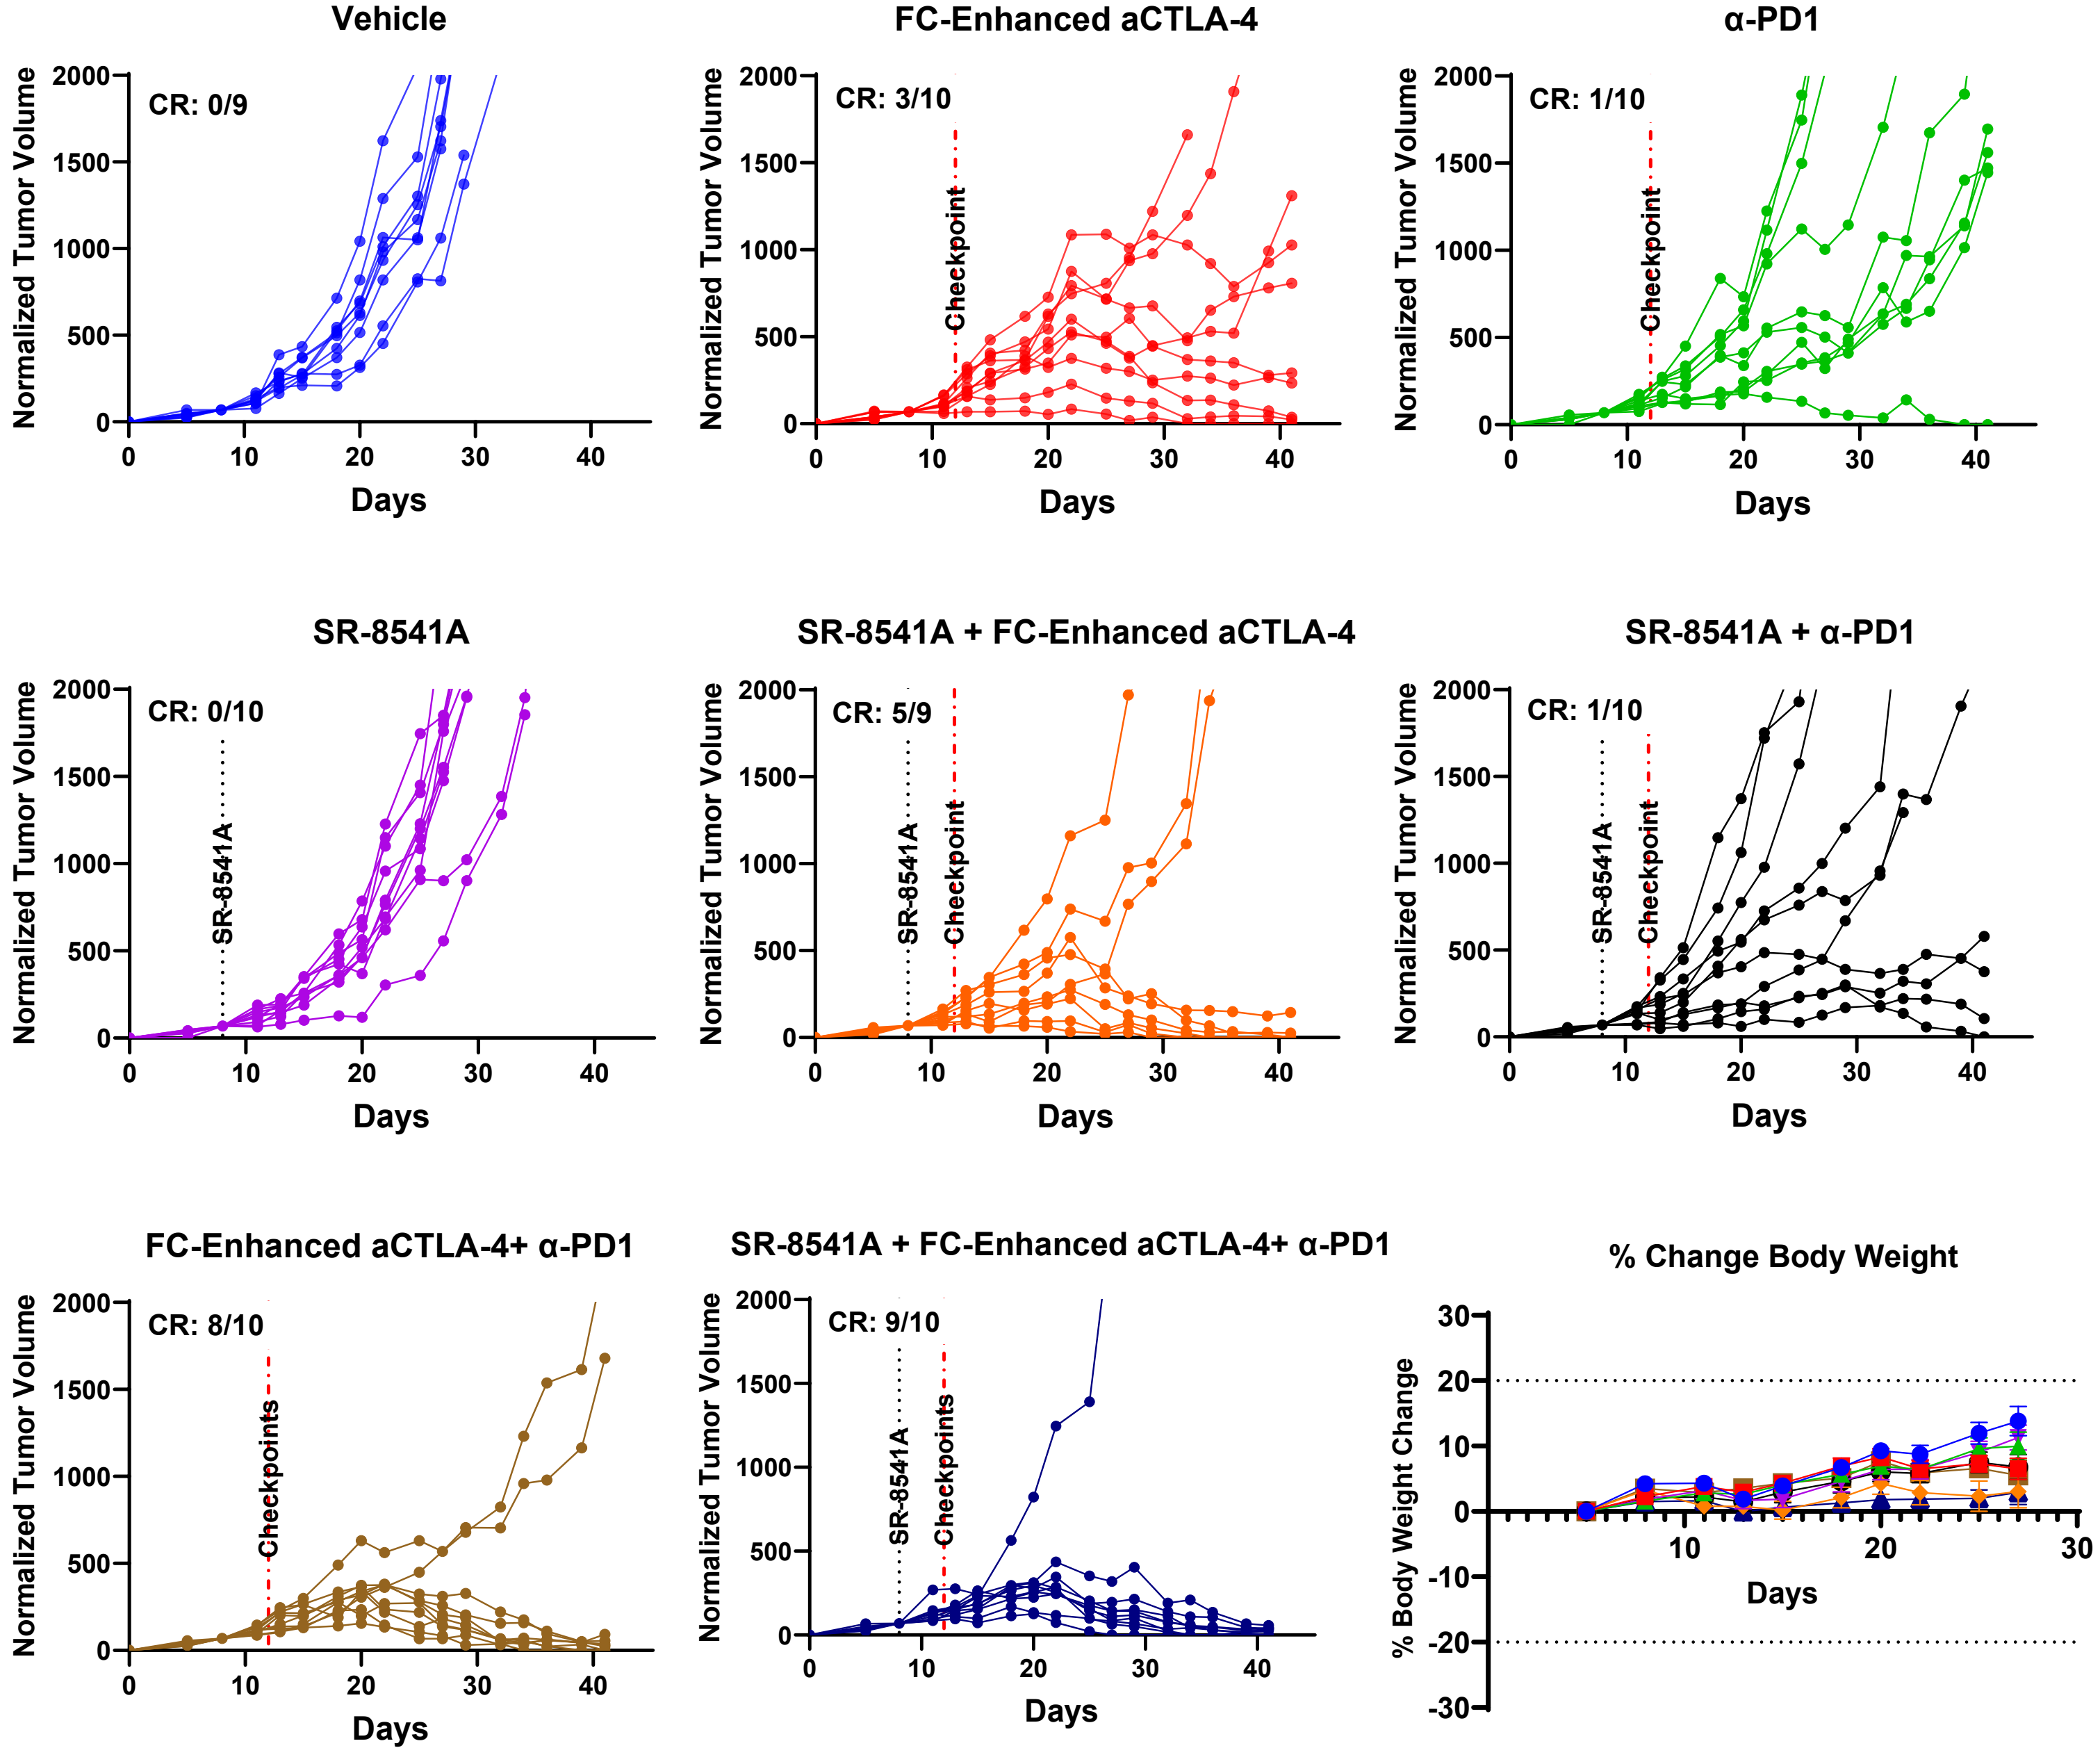 Vehicle
Normalized Tumor Volume
2000
1500
1000
500
0
CR: 0/9
0 10 20 30 40
Days
FC-Enhanced aCTLA-4
Normalized Tumor Volume
2000
1500
1000
500
0
CR: 3/10
Checkpoint
0 10 20 30 40
Days
α-PD1
Normalized Tumor Volume
2000
1500
1000
500
0
CR: 1/10
Checkpoint
0 10 20 30 40
Days
SR-8541A
Normalized Tumor Volume
2000
1500
1000
500
0
CR: 0/10
SR-8541A
0 10 20 30 40
Days
SR-8541A + FC-Enhanced aCTLA-4
Normalized Tumor Volume
2000
1500
1000
500
0
CR: 5/9
SR-8541A
Checkpoint
0 10 20 30 40
Days
SR-8541A + α-PD1
Normalized Tumor Volume
2000
1500
1000
500
0
CR: 1/10
SR-8541A
Checkpoint
0 10 20 30 40
Days
FC-Enhanced aCTLA-4+ α-PD1
Normalized Tumor Volume
2000
1500
1000
500
0
CR: 8/10
Checkpoints
0 10 20 30 40
Days
SR-8541A + FC-Enhanced aCTLA-4+ α-PD1
Normalized Tumor Volume
2000
1500
1000
500
0
CR: 9/10
SR-8541A
Checkpoints
0 10 20 30 40
Days
% Change Body Weight
% Body Weight Change
30
20
10
0
-10
-20
-30
10 20 30
Days